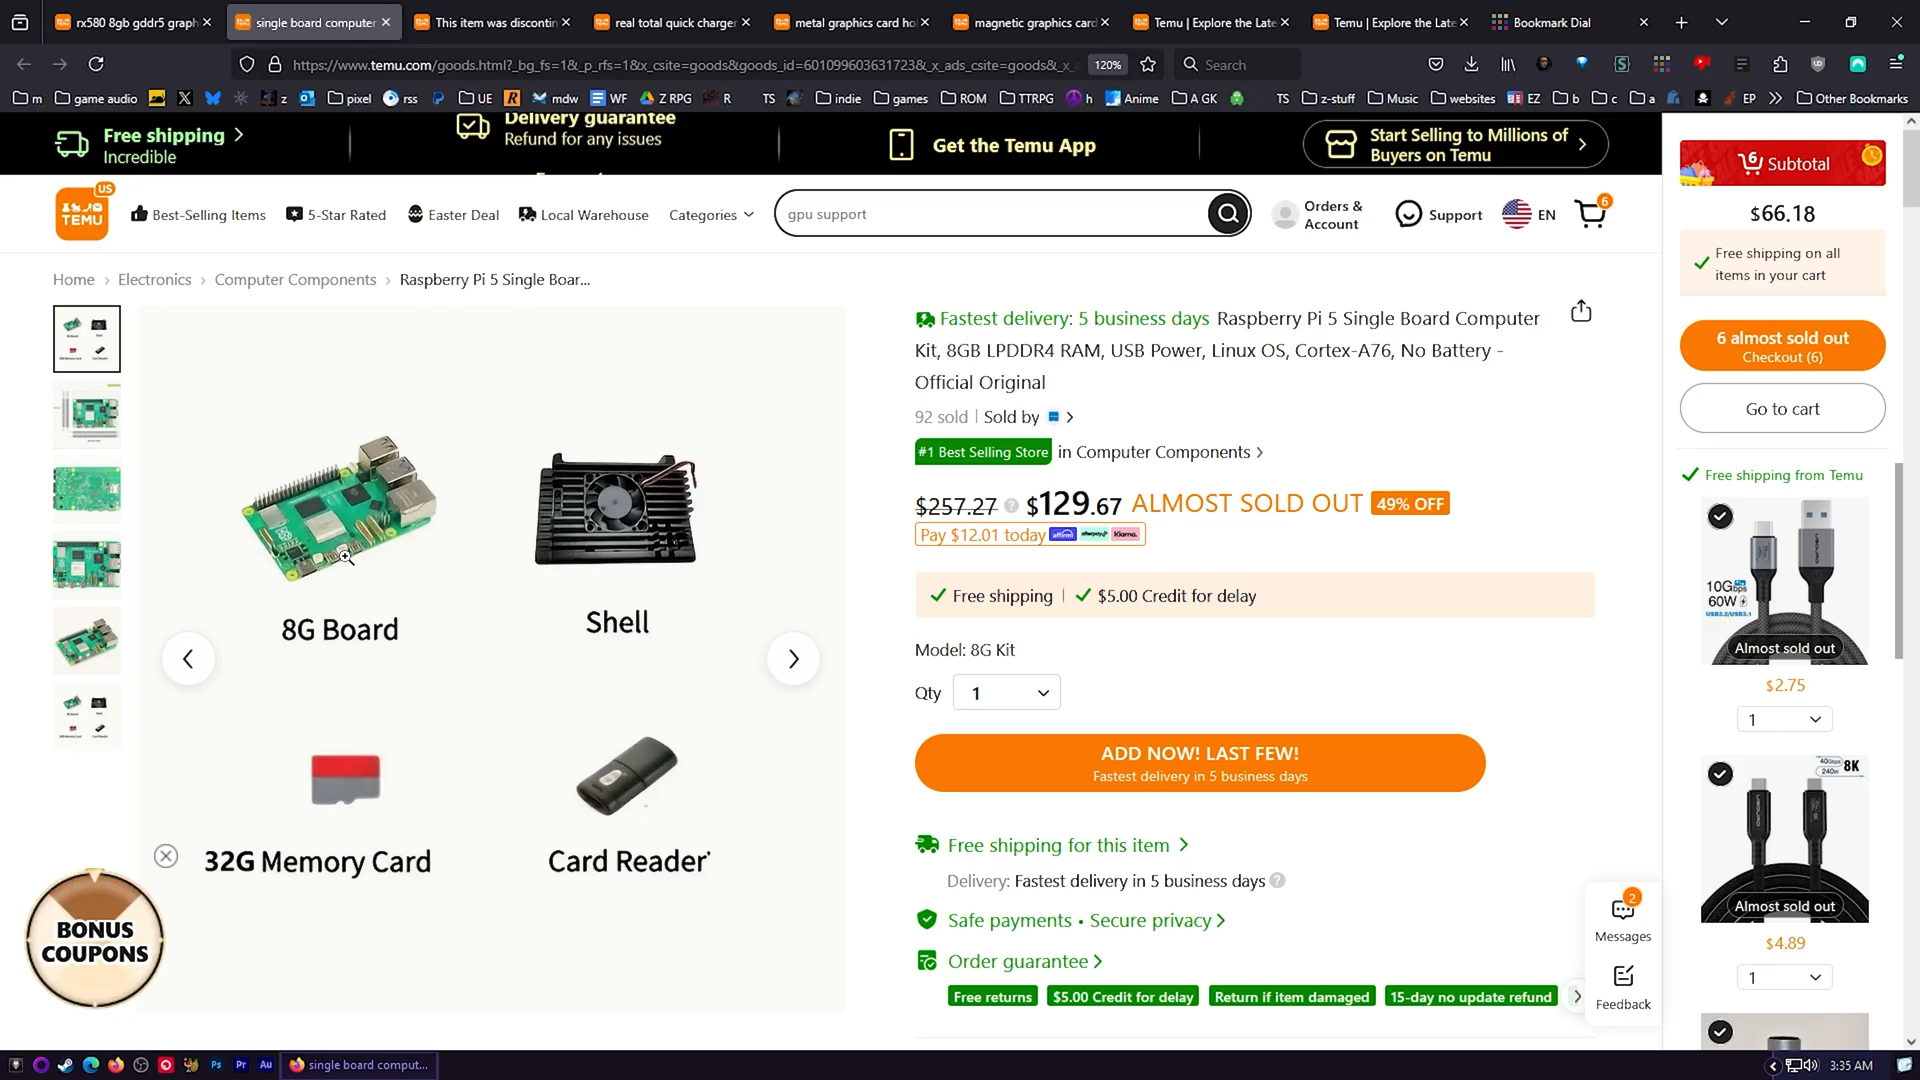 rx580 8gb gddr5 graph
single board computer
This item was discontin
real total quick charger
metal graphics card ho
magnetic graphics card
Temu | Explore the Late
Temu | Explore the Late
Bookmark Dial
https://www.temu.com/goods.html?_bg_fs=1&_p_rfs=1&x_csite=goods&goods_id=601099603631723&_x_ads_csite=goods&_x_a
120%
Search
m
game audio
z
pixel
rss
UE
mdw
WF
Z RPG
R
TS
indie
games
ROM
TTRPG
h
Anime
A GK
TS
z-stuff
Music
websites
EZ
b
c
a
EP
Other Bookmarks
Free shipping
Incredible
Delivery guarantee
Refund for any issues
Get the Temu App
Start Selling to Millions of
Buyers on Temu
TEMU
US
Best-Selling Items
5-Star Rated
Easter Deal
Local Warehouse
Categories
gpu support
Orders &
Account
Support
EN
6
Home › Electronics › Computer Components › Raspberry Pi 5 Single Boar...
8G Board
Shell
32G Memory Card
Card Reader
BONUS
COUPONS
Fastest delivery: 5 business days Raspberry Pi 5 Single Board Computer
Kit, 8GB LPDDR4 RAM, USB Power, Linux OS, Cortex-A76, No Battery -
Official Original
92 sold | Sold by
#1 Best Selling Store in Computer Components
$257.27 $129.67 ALMOST SOLD OUT 49% OFF
Pay $12.01 today affirm afterpay Klarna.
Free shipping | $5.00 Credit for delay
Model: 8G Kit
Qty 1
ADD NOW! LAST FEW!
Fastest delivery in 5 business days
Free shipping for this item
Delivery: Fastest delivery in 5 business days
Safe payments • Secure privacy
Order guarantee
Free returns
$5.00 Credit for delay
Return if item damaged
15-day no update refund
2
Messages
Feedback
6 Subtotal
$66.18
Free shipping on all
items in your cart
6 almost sold out
Checkout (6)
Go to cart
Free shipping from Temu
10Gbps
60W
USB3.2/USB3.1
Almost sold out
$2.75
1
40Gbps
240W
8K
Almost sold out
$4.89
1
Ps
Pr
Au
single board comput...
3:35 AM